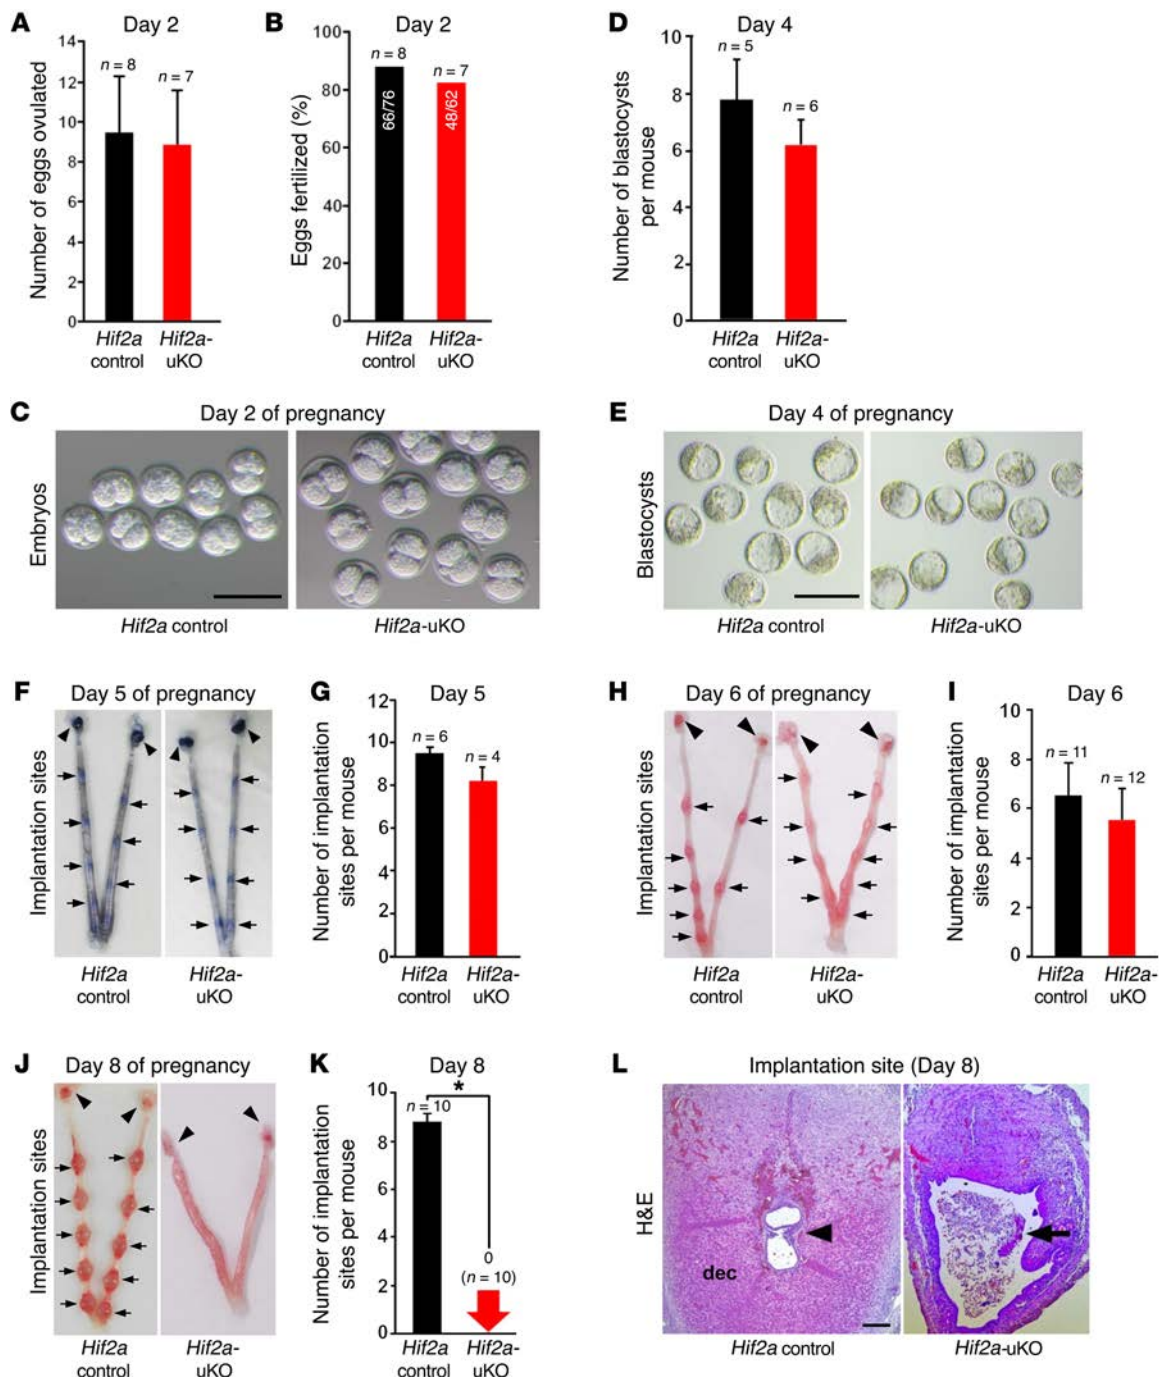 A
Day 2
Number of eggs ovulated
14
12
10
8
6
4
2
0
n = 8
n = 7
Hif2a
control
Hif2a-
uKO
B
Day 2
Eggs fertilized (%)
100
80
60
40
20
0
n = 8
n = 7
66/76
48/62
Hif2a
control
Hif2a-
uKO
D
Day 4
Number of blastocysts
per mouse
10
8
6
4
2
0
n = 5
n = 6
Hif2a
control
Hif2a-
uKO
C
Day 2 of pregnancy
Embryos
Hif2a control
Hif2a-uKO
E
Day 4 of pregnancy
Blastocysts
Hif2a control
Hif2a-uKO
F
Day 5 of pregnancy
Implantation sites
Hif2a
control
Hif2a-
uKO
G
Day 5
Number of implantation
sites per mouse
12
10
8
6
4
2
0
n = 6
n = 4
Hif2a
control
Hif2a-
uKO
H
Day 6 of pregnancy
Implantation sites
Hif2a
control
Hif2a-
uKO
I
Day 6
Number of implantation
sites per mouse
10
8
6
4
2
0
n = 11
n = 12
Hif2a
control
Hif2a-
uKO
J
Day 8 of pregnancy
Implantation sites
Hif2a
control
Hif2a-
uKO
K
Day 8
Number of implantation
sites per mouse
10
8
6
4
2
0
*
n = 10
0
(n = 10)
Hif2a
control
Hif2a-
uKO
L
Implantation site (Day 8)
H&E
dec
Hif2a control
Hif2a-uKO